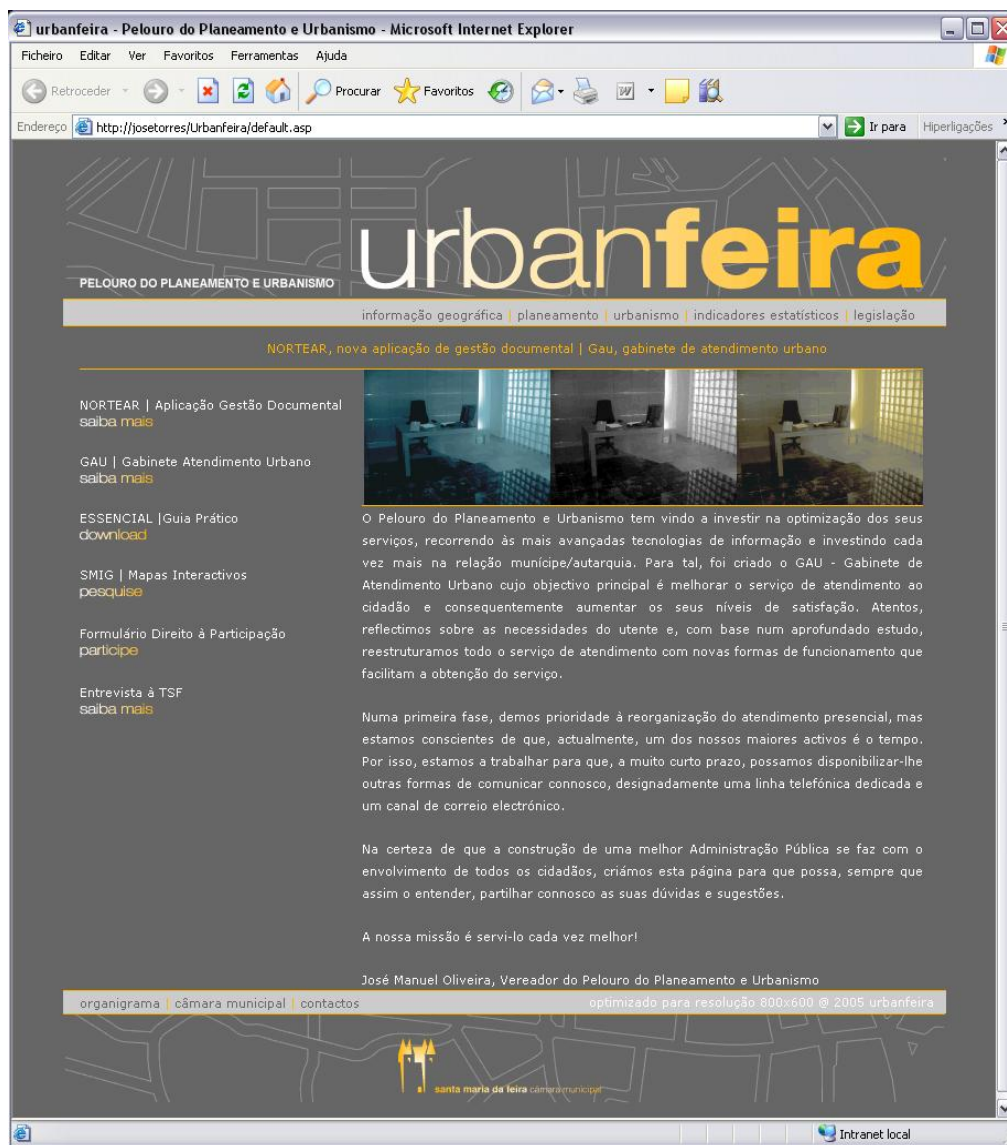 urbanfeira - Pelouro do Planeamento e Urbanismo - Microsoft Internet Explorer
Ficheiro Editar Ver Favoritos Ferramentas Ajuda
Retroceder Procurar Favoritos
Endereço http://josetorres/Urbanfeira/default.asp Ir para Hiperligações
urbanfeira
PELOURO DO PLANEAMENTO E URBANISMO
informação geográfica | planeamento | urbanismo | indicadores estatísticos | legislação
NORTEAR, nova aplicação de gestão documental | Gau, gabinete de atendimento urbano
NORTEAR | Aplicação Gestão Documental
saiba mais
GAU | Gabinete Atendimento Urbano
saiba mais
ESSENCIAL |Guia Prático
download
SMIG | Mapas Interactivos
pesquise
Formulário Direito à Participação
participe
Entrevista à TSF
saiba mais
O Pelouro do Planeamento e Urbanismo tem vindo a investir na optimização dos seus
serviços, recorrendo às mais avançadas tecnologias de informação e investindo cada
vez mais na relação munícipe/autarquia. Para tal, foi criado o GAU - Gabinete de
Atendimento Urbano cujo objectivo principal é melhorar o serviço de atendimento ao
cidadão e consequentemente aumentar os seus níveis de satisfação. Atentos,
reflectimos sobre as necessidades do utente e, com base num aprofundado estudo,
reestruturamos todo o serviço de atendimento com novas formas de funcionamento que
facilitam a obtenção do serviço.
Numa primeira fase, demos prioridade à reorganização do atendimento presencial, mas
estamos conscientes de que, actualmente, um dos nossos maiores activos é o tempo.
Por isso, estamos a trabalhar para que, a muito curto prazo, possamos disponibilizar-lhe
outras formas de comunicar connosco, designadamente uma linha telefónica dedicada e
um canal de correio electrónico.
Na certeza de que a construção de uma melhor Administração Pública se faz com o
envolvimento de todos os cidadãos, criámos esta página para que possa, sempre que
assim o entender, partilhar connosco as suas dúvidas e sugestões.
A nossa missão é servi-lo cada vez melhor!
José Manuel Oliveira, Vereador do Pelouro do Planeamento e Urbanismo
organigrama | câmara municipal | contactos optimizado para resolução 800x600 @ 2005 urbanfeira
santa maria da feira câmara municipal
Intranet local